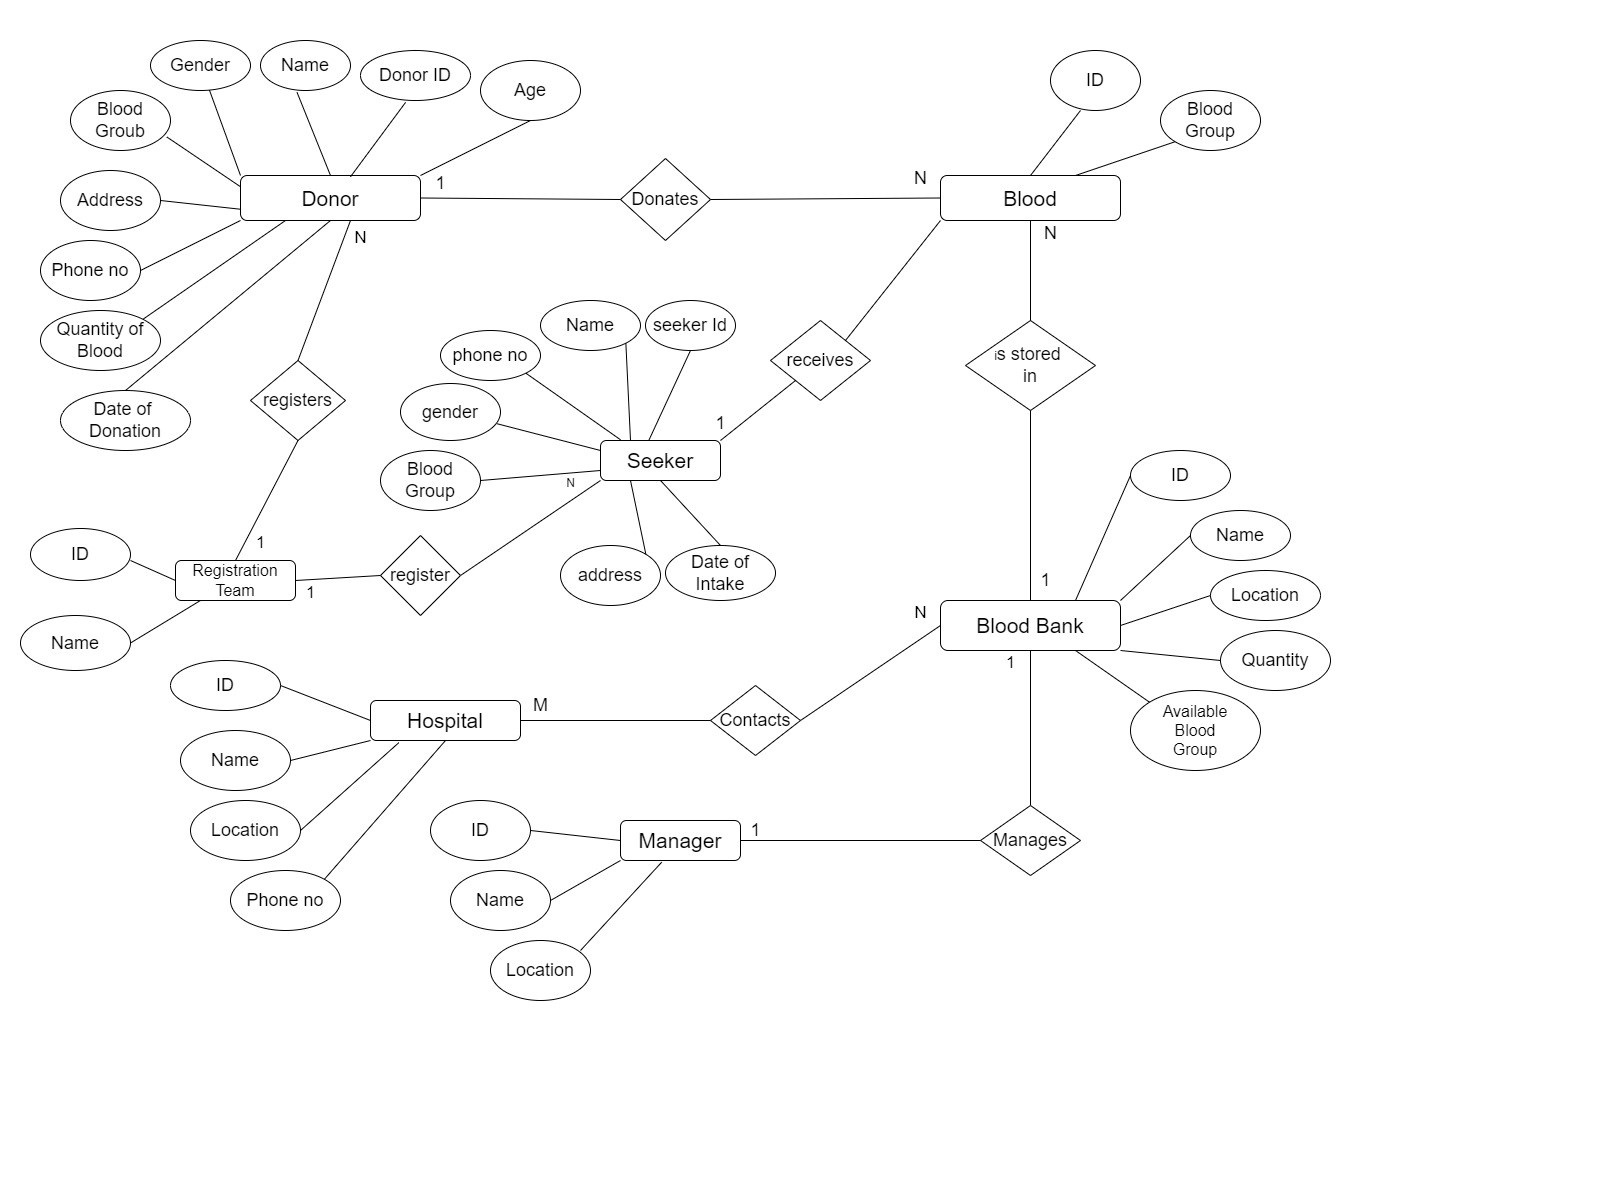 Gender
Name
Donor ID
Age
ID
Blood
Groub
Blood
Group
Address
Donor
1
Donates
N
Blood
N
N
Phone no
Quantity of
Blood
Name
seeker Id
phone no
receives
is stored
in
registers
gender
Date of
Donation
1
Seeker
Blood
Group
N
ID
Name
ID
1
Registration
Team
1
register
address
Date of
Intake
1
Location
N
Blood Bank
Name
1
Quantity
ID
Hospital
M
Contacts
Available
Blood
Group
Name
Location
ID
Manager
1
Manages
Phone no
Name
Location